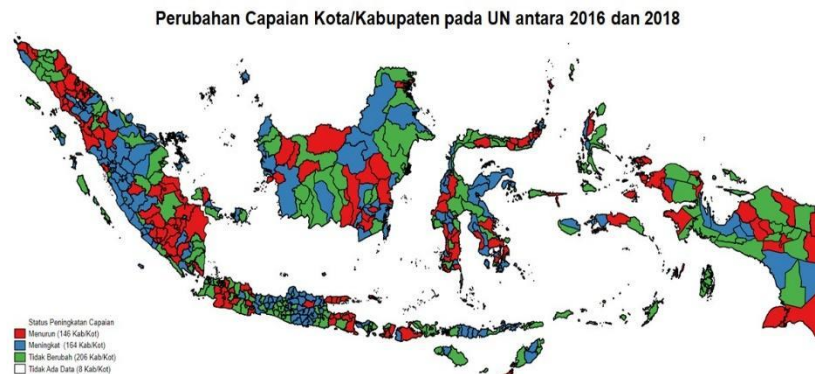 Perubahan Capaian Kota/Kabupaten pada UN antara 2016 dan 2018
Status Peningkatan Capaian
Menurun (146 Kab/Kot)
Meningkat (164 Kab/Kot)
Tidak Berubah (206 Kab/Kot)
Tidak Ada Data (8 Kab/Kot)